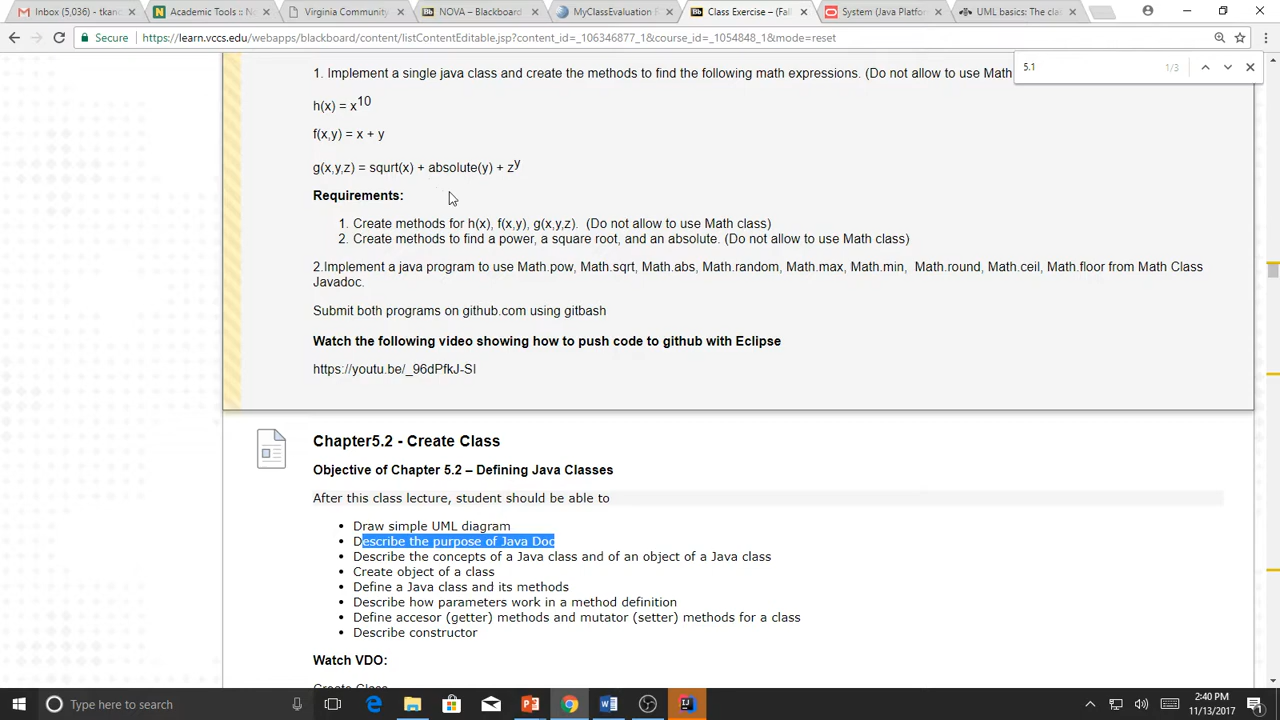 Inbox (5,036) - tkan
Academic Tools :: N
Virginia Community
NOVA – Blackboard
MyClassEvaluation F
Class Exercise – (Fal
System (Java Platfor
UML basics: The cla
Secure
https://learn.vccs.edu/webapps/blackboard/content/listContentEditable.jsp?content_id=_106346877_1&course_id=_1054848_1&mode=reset
5.1
1/3
1. Implement a single java class and create the methods to find the following math expressions. (Do not allow to use Math
h(x) = x10
f(x,y) = x + y
g(x,y,z) = squrt(x) + absolute(y) + zy
Requirements:
1. Create methods for h(x), f(x,y), g(x,y,z). (Do not allow to use Math class)
2. Create methods to find a power, a square root, and an absolute. (Do not allow to use Math class)
2.Implement a java program to use Math.pow, Math.sqrt, Math.abs, Math.random, Math.max, Math.min, Math.round, Math.ceil, Math.floor from Math Class
Javadoc.
Submit both programs on github.com using gitbash
Watch the following video showing how to push code to github with Eclipse
https://youtu.be/_96dPfkJ-SI
Chapter5.2 - Create Class
Objective of Chapter 5.2 – Defining Java Classes
After this class lecture, student should be able to
• Draw simple UML diagram
• Describe the purpose of Java Doc
• Describe the concepts of a Java class and of an object of a Java class
• Create object of a class
• Define a Java class and its methods
• Describe how parameters work in a method definition
• Define accesor (getter) methods and mutator (setter) methods for a class
• Describe constructor
Watch VDO:
Create Class
Type here to search
2:40 PM
11/13/2017